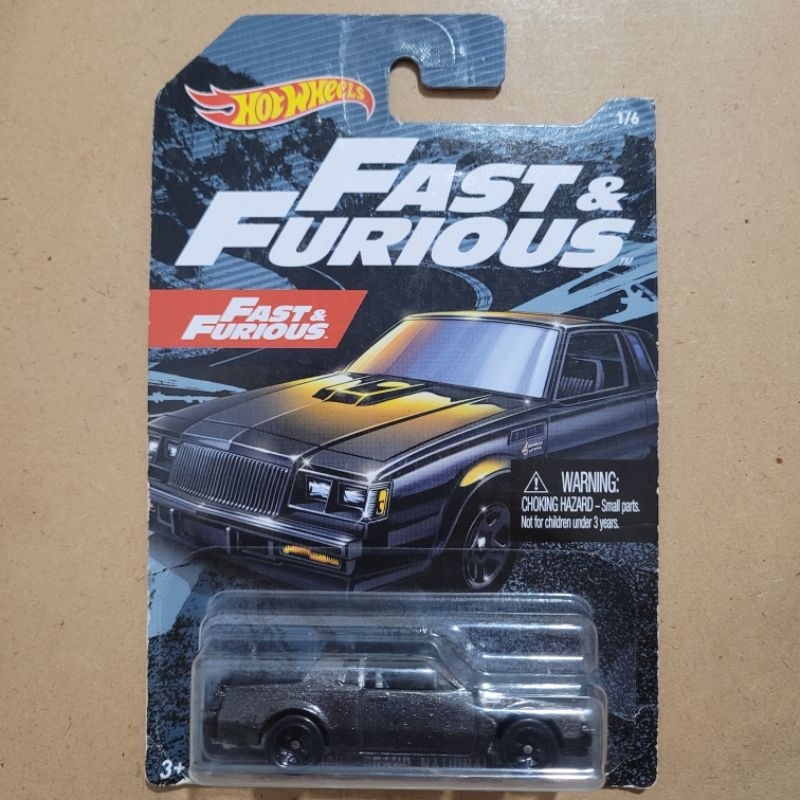 HOT WHEELS
1/6
FAST &
FURIOUS
TM
FAST &
FURIOUS
WARNING:
CHOKING HAZARD – Small parts.
Not for children under 3 years.
3+